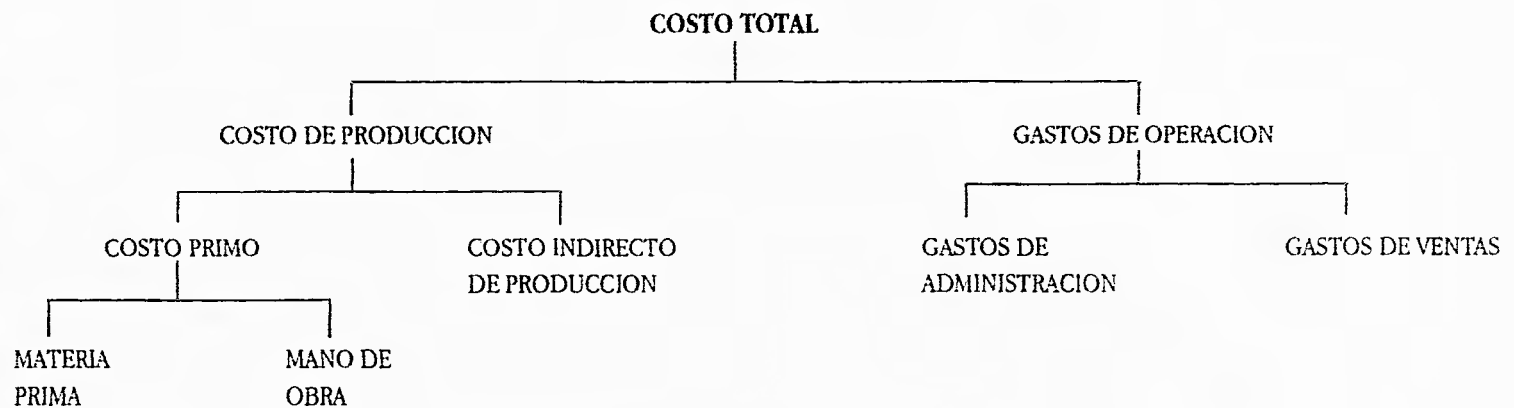 COSTO TOTAL
COSTO DE PRODUCCION
GASTOS DE OPERACION
COSTO PRIMO
COSTO INDIRECTO
DE PRODUCCION
GASTOS DE
ADMINISTRACION
GASTOS DE VENTAS
MATERIA
PRIMA
MANO DE
OBRA